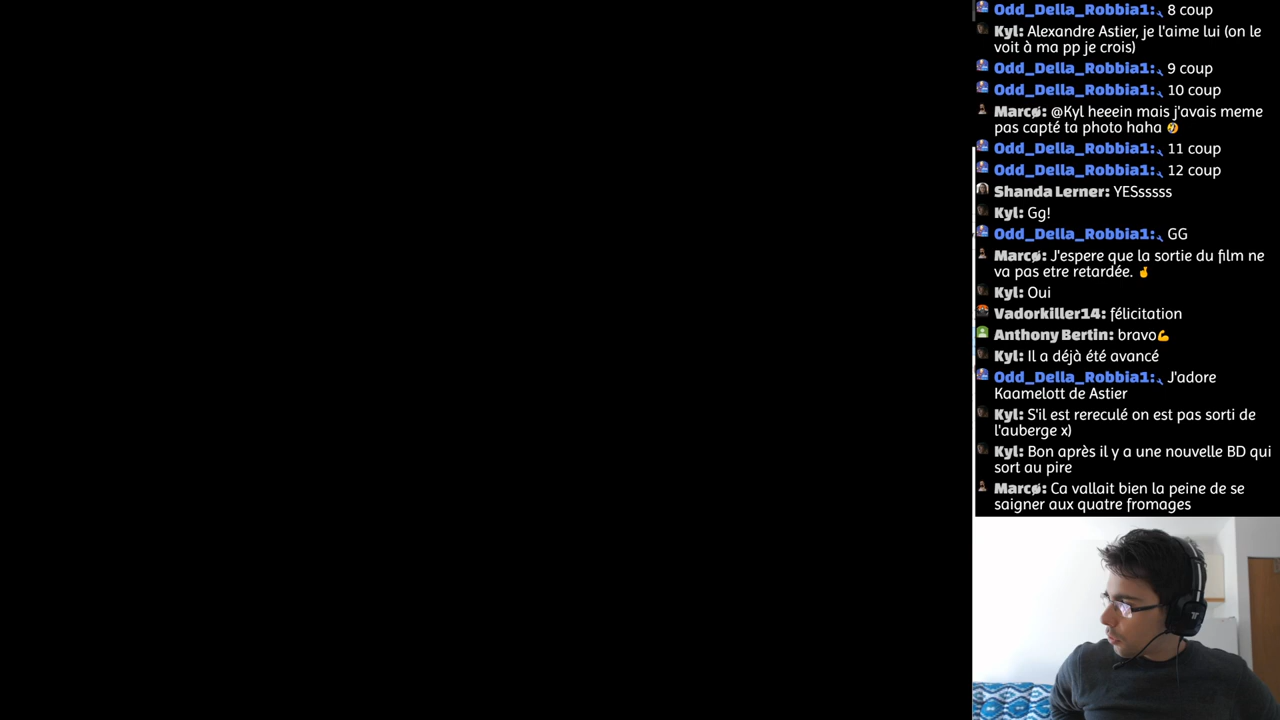 Odd_Della_Robbia1: 8 coup
Kyl: Alexandre Astier, je l'aime lui (on le
voit à ma pp je crois)
Odd_Della_Robbia1: 9 coup
Odd_Della_Robbia1: 10 coup
Marcø: @Kyl heeein mais j'avais meme
pas capté ta photo haha 🤣
Odd_Della_Robbia1: 11 coup
Odd_Della_Robbia1: 12 coup
Shanda Lerner: YESsssss
Kyl: Gg!
Odd_Della_Robbia1: GG
Marcø: J'espere que la sortie du film ne
va pas etre retardée. 🤞
Kyl: Oui
Vadorkiller14: félicitation
Anthony Bertin: bravo💪
Kyl: Il a déjà été avancé
Odd_Della_Robbia1: J'adore
Kaamelott de Astier
Kyl: S'il est rereculé on est pas sorti de
l'auberge x)
Kyl: Bon après il y a une nouvelle BD qui
sort au pire
Marcø: Ca vallait bien la peine de se
saigner aux quatre fromages